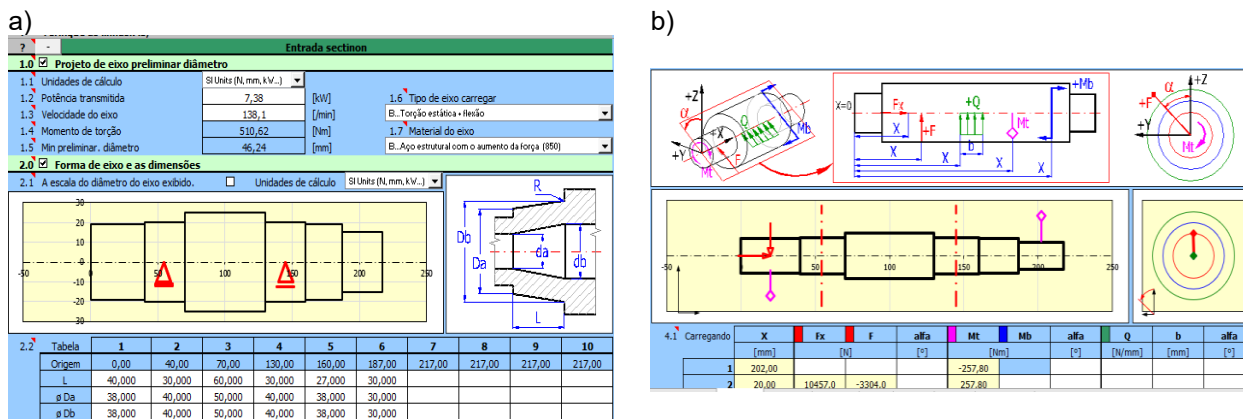 a)
? - Entrada sectinon
1.0 Projeto de eixo preliminar diâmetro
1.1 Unidades de cálculo SI Units (N, mm, kW...)
1.2 Potência transmitida 7,38 [kW] 1.6 Tipo de eixo carregar
1.3 Velocidade do eixo 138,1 [/min] B...Torção estática + flexão
1.4 Momento de torção 510,62 [Nm] 1.7 Material do eixo
1.5 Min preliminar. diâmetro 46,24 [mm] B...Aço estrutural com o aumento da força (850)
2.0 Forma de eixo e as dimensões
2.1 A escala do diâmetro do eixo exibido. Unidades de cálculo SI Units (N, mm, kW...)
30
20
10
-0
-50 0 50 100 150 200 250
-10
-20
30
R
Db Da da db
L
2.2 Tabela 1 2 3 4 5 6 7 8 9 10
Origem 0,00 40,00 70,00 130,00 160,00 187,00 217,00 217,00 217,00 217,00
L 40,000 30,000 60,000 30,000 27,000 30,000
ø Da 38,000 40,000 50,000 40,000 38,000 30,000
ø Db 38,000 40,000 50,000 40,000 38,000 30,000
b)
+Z α +X +Y Q Mb F Mt
X=0 Fx +F +Q Mt +Mb
X b
X
X
X
X
+Z α +F +Y Mt
-50 50 100 150 200 250
4.1 Carregando X Fx F alfa Mt Mb alfa Q b alfa
[mm] [N] [º] [Nm] [º] [N/mm] [mm] [º]
1 202,00 -257,80
2 20,00 10457.0 -3304.0 257.80